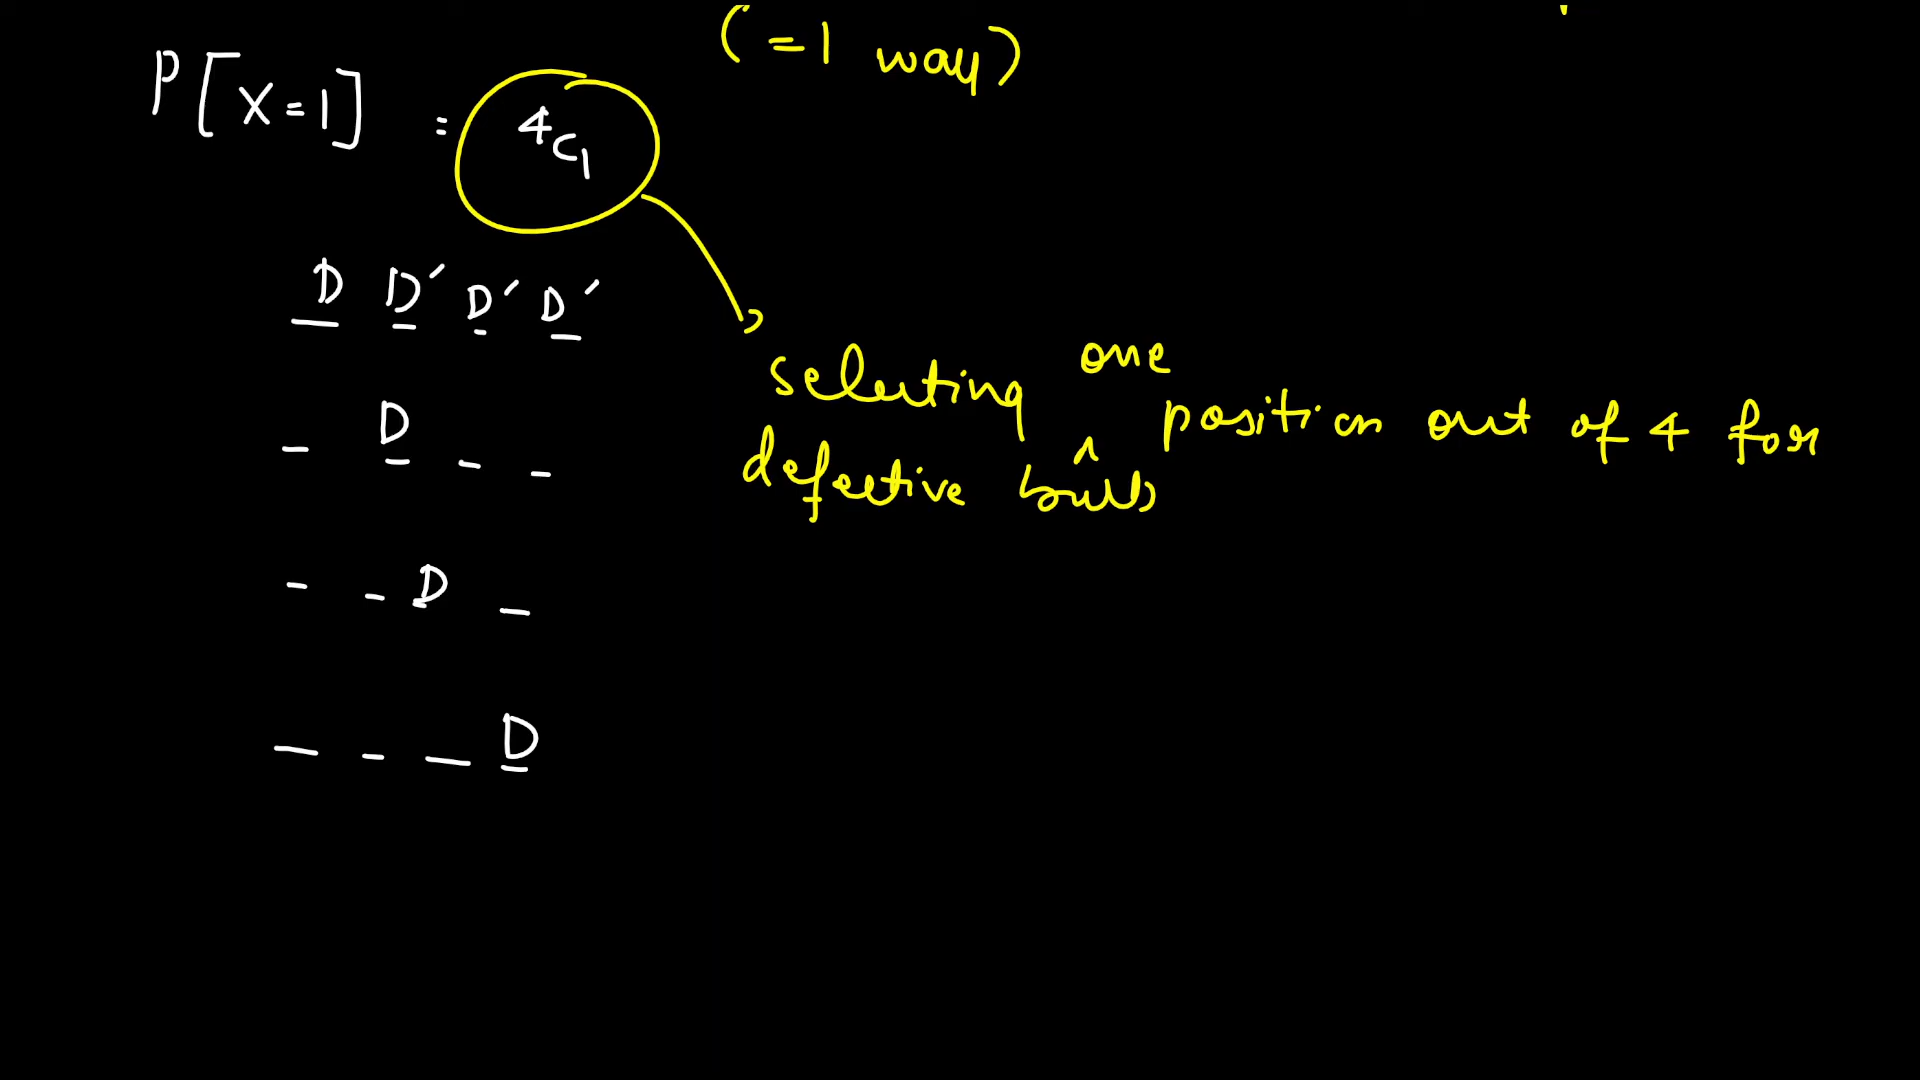 (=1 way)
P[X=1] = 4C1
D D' D' D'
selecting one position out of 4 for
defective bulb
_ D _ _
_ _ D _
_ _ _ D